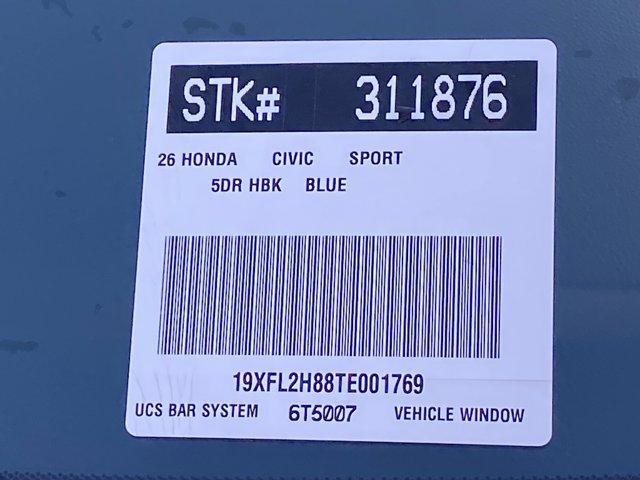 STK# 311876
26 HONDA CIVIC SPORT
5DR HBK BLUE
19XFL2H88TE001769
UCS BAR SYSTEM 6T5007 VEHICLE WINDOW